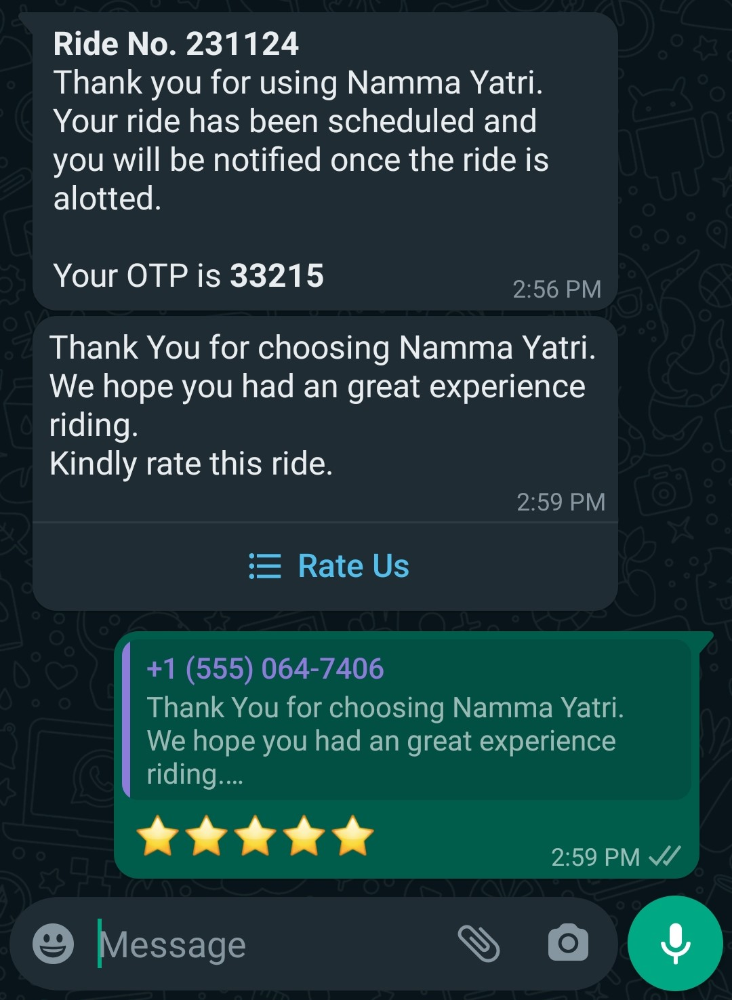 Ride No. 231124
Thank you for using Namma Yatri.
Your ride has been scheduled and
you will be notified once the ride is
alotted.
Your OTP is 33215
2:56 PM
Thank You for choosing Namma Yatri.
We hope you had an great experience
riding.
Kindly rate this ride.
2:59 PM
Rate Us
+1 (555) 064-7406
Thank You for choosing Namma Yatri.
We hope you had an great experience
riding....
2:59 PM
Message